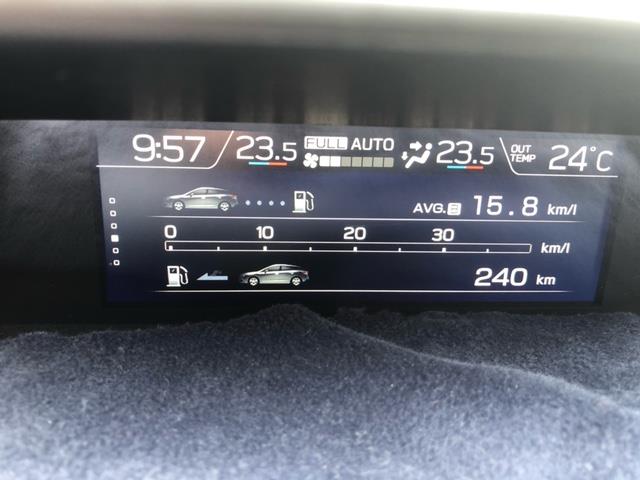 9:57 23.5 FULL AUTO 23.5 OUT TEMP 24°C
AVG. B 15.8 km/l
0 10 20 30 km/l
240 km